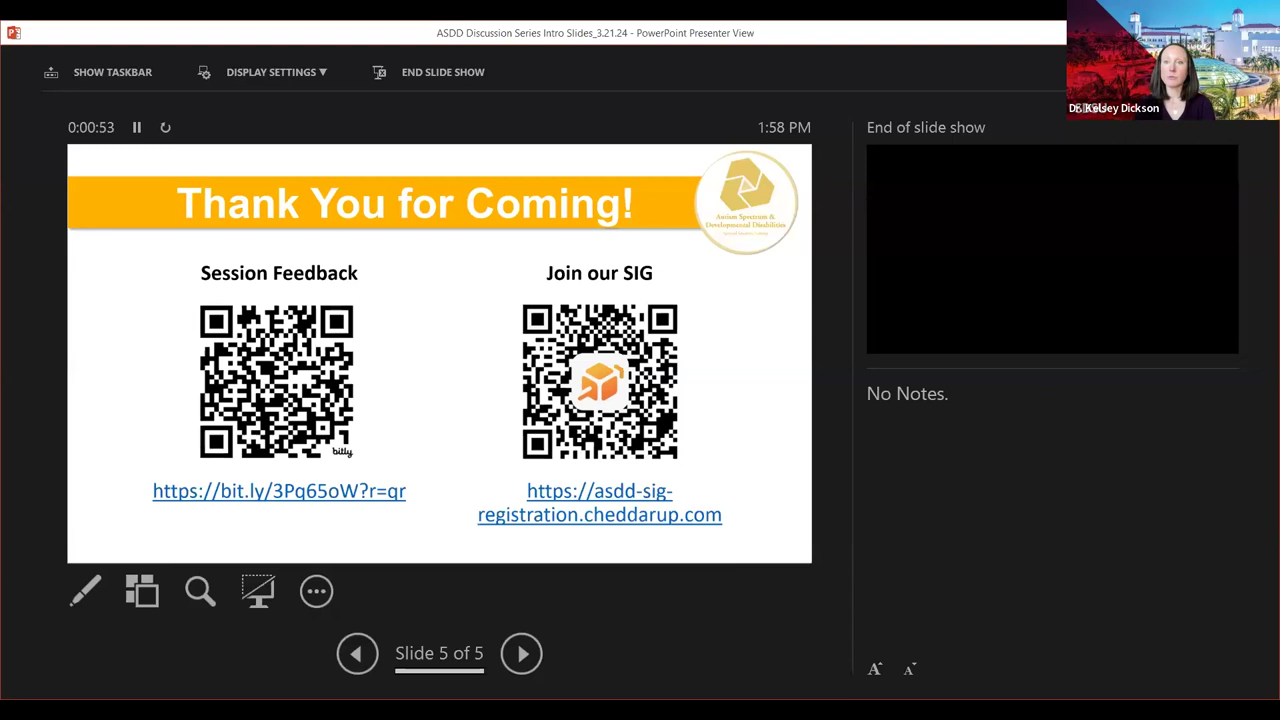 ASDD Discussion Series Intro Slides_3.21.24 - PowerPoint Presenter View
SHOW TASKBAR
DISPLAY SETTINGS ▼
END SLIDE SHOW
Dr. Kelsey Dickson
0:00:53
1:58 PM
End of slide show
Thank You for Coming!
Autism Spectrum &
Developmental Disabilities
Session Feedback
Join our SIG
bitly
https://bit.ly/3Pq65oW?r=qr
https://asdd-sig-
registration.cheddarup.com
No Notes.
Slide 5 of 5
A
A